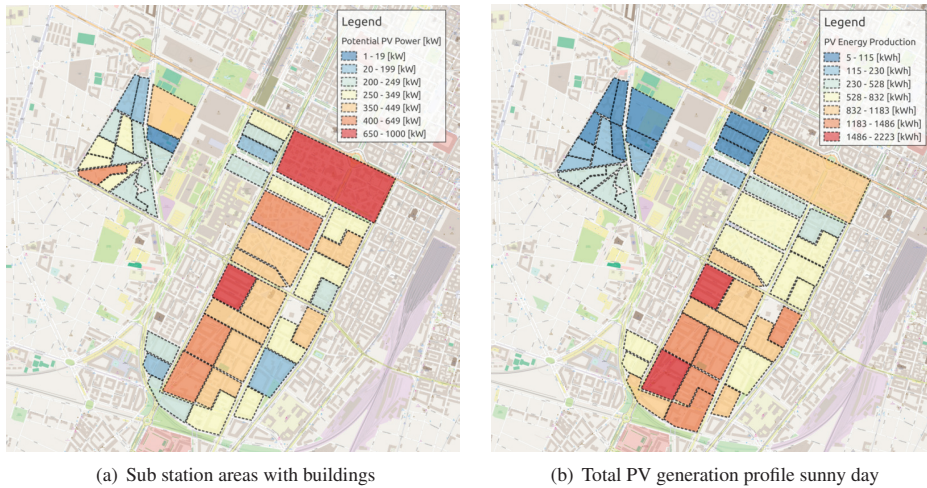 Legend
Potential PV Power [kW]
1 - 19 [kW]
20 - 199 [kW]
200 - 249 [kW]
250 - 349 [kW]
350 - 449 [kW]
400 - 649 [kW]
650 - 1000 [kW]
Legend
PV Energy Production
5 - 115 [kWh]
115 - 230 [kWh]
230 - 528 [kWh]
528 - 832 [kWh]
832 - 1183 [kWh]
1183 - 1486 [kWh]
1486 - 2223 [kWh]
(a) Sub station areas with buildings
(b) Total PV generation profile sunny day